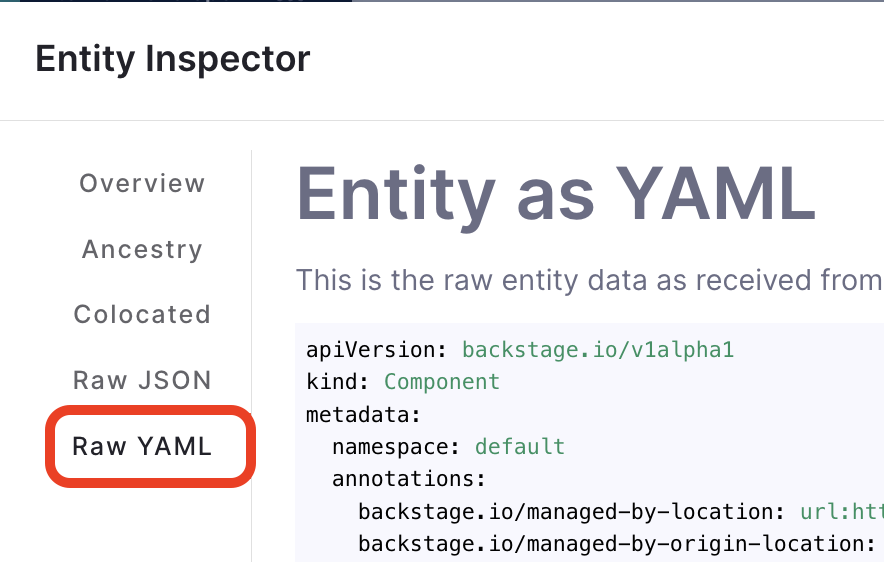 Entity Inspector
Overview
Ancestry
Colocated
Raw JSON
Raw YAML
Entity as YAML
This is the raw entity data as received from
apiVersion: backstage.io/v1alpha1
kind: Component
metadata:
namespace: default
annotations:
backstage.io/managed-by-location: url:htt
backstage.io/managed-by-origin-location: